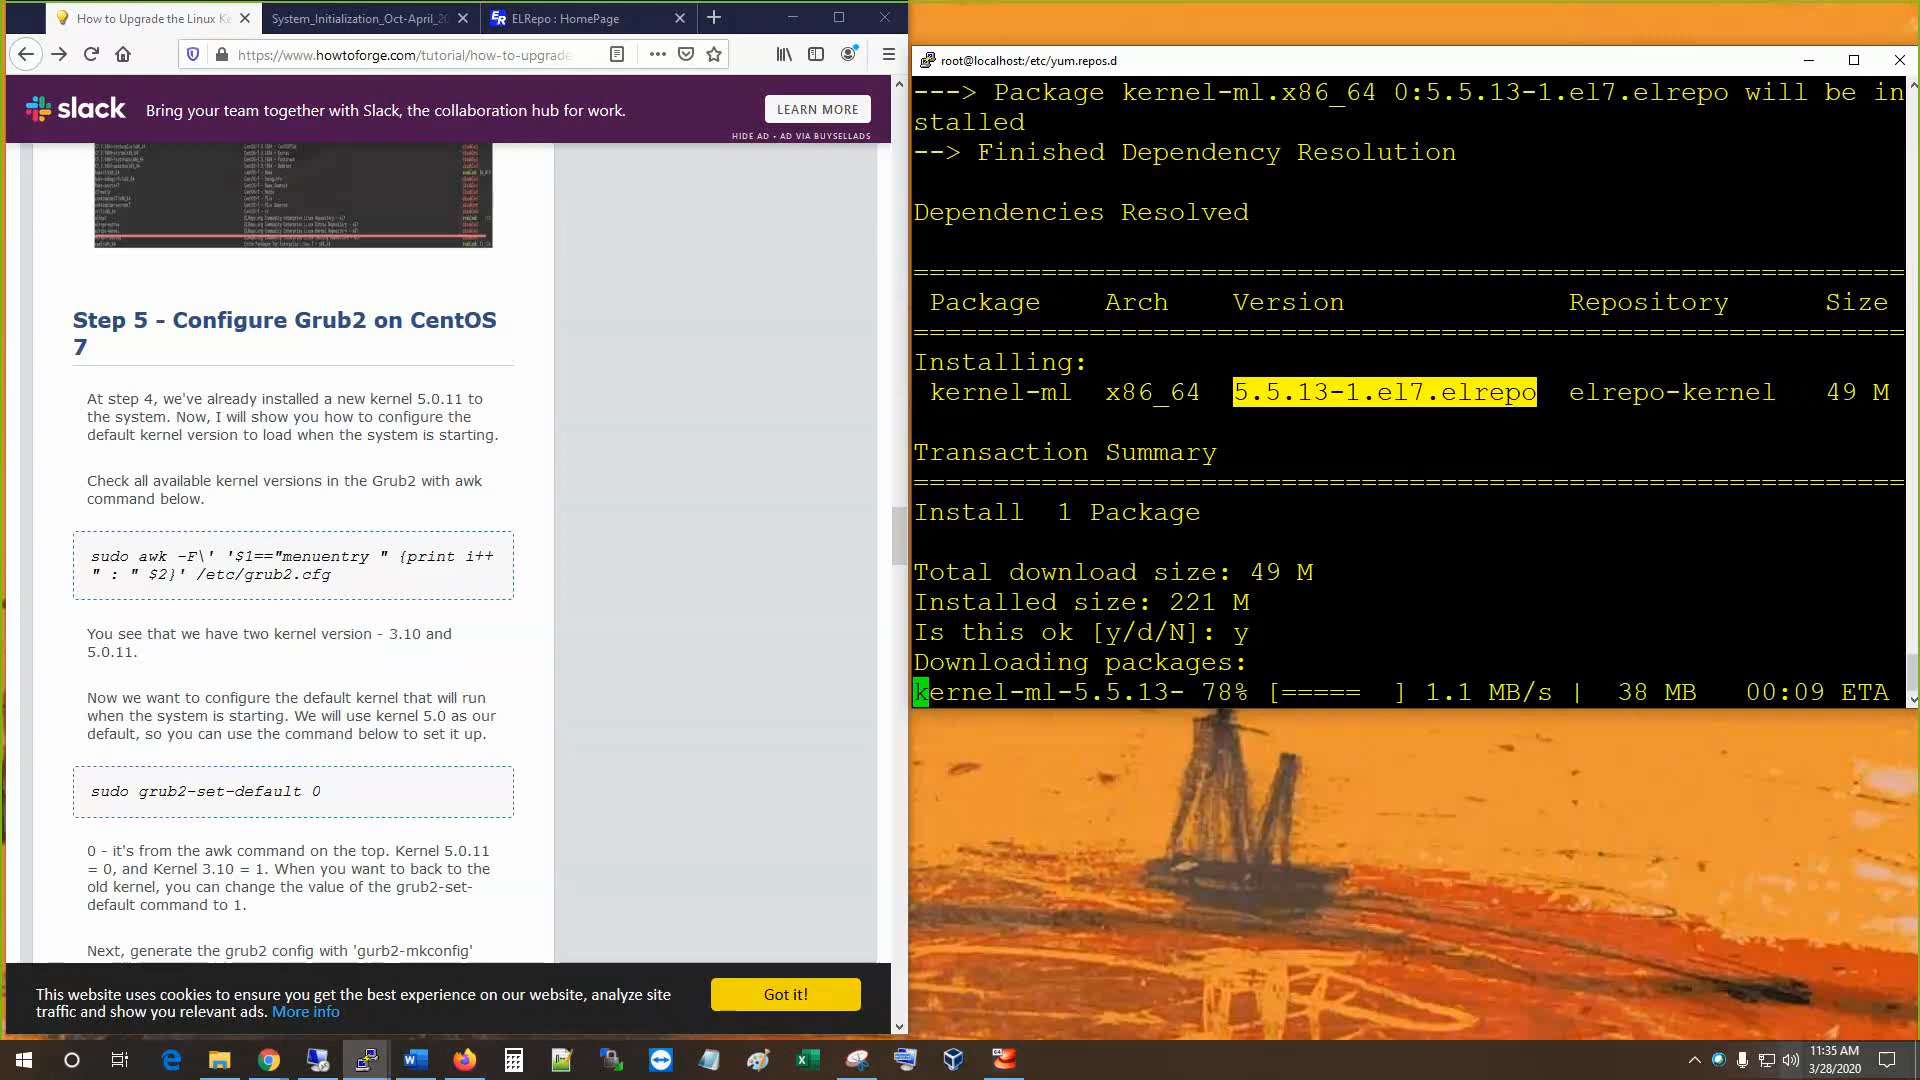 How to Upgrade the Linux Ke
System_Initialization_Oct-April_20
ELRepo : HomePage
https://www.howtoforge.com/tutorial/how-to-upgrade
slack
Bring your team together with Slack, the collaboration hub for work.
LEARN MORE
HIDE AD • AD VIA BUYSELLADS
Step 5 - Configure Grub2 on CentOS
7
At step 4, we've already installed a new kernel 5.0.11 to
the system. Now, I will show you how to configure the
default kernel version to load when the system is starting.
Check all available kernel versions in the Grub2 with awk
command below.
sudo awk -F\' '$1=="menuentry " {print i++
" : " $2}' /etc/grub2.cfg
You see that we have two kernel version - 3.10 and
5.0.11.
Now we want to configure the default kernel that will run
when the system is starting. We will use kernel 5.0 as our
default, so you can use the command below to set it up.
sudo grub2-set-default 0
0 - it's from the awk command on the top. Kernel 5.0.11
= 0, and Kernel 3.10 = 1. When you want to back to the
old kernel, you can change the value of the grub2-set-
default command to 1.
Next, generate the grub2 config with 'gurb2-mkconfig'
This website uses cookies to ensure you get the best experience on our website, analyze site
traffic and show you relevant ads. More info
Got it!
root@localhost:/etc/yum.repos.d
---> Package kernel-ml.x86_64 0:5.5.13-1.el7.elrepo will be in
stalled
--> Finished Dependency Resolution
Dependencies Resolved
==============================================================
Package Arch Version Repository Size
==============================================================
Installing:
kernel-ml x86_64 5.5.13-1.el7.elrepo elrepo-kernel 49 M
Transaction Summary
==============================================================
Install 1 Package
Total download size: 49 M
Installed size: 221 M
Is this ok [y/d/N]: y
Downloading packages:
kernel-ml-5.5.13- 78% [===== ] 1.1 MB/s | 38 MB 00:09 ETA
11:35 AM
3/28/2020